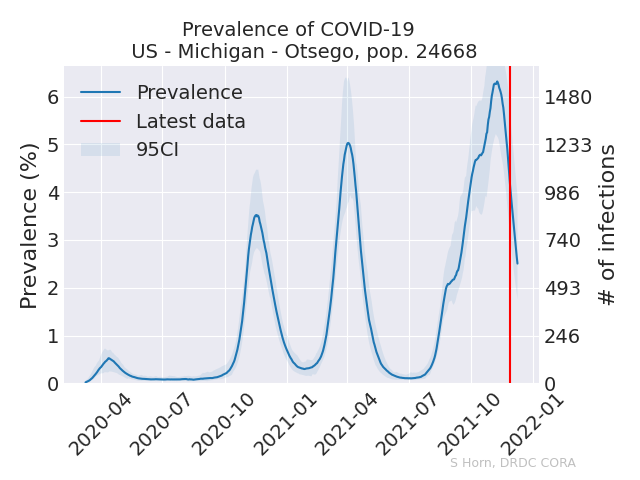 Prevalence of COVID-19
US - Michigan - Otsego, pop. 24668
Prevalence
Latest data
95CI
Prevalence (%)
6
5
4
3
2
1
0
1480
1233
986
740
493
246
0
# of infections
2020-04
2020-07
2020-10
2021-01
2021-04
2021-07
2021-10
2022-01
S Horn, DRDC CORA